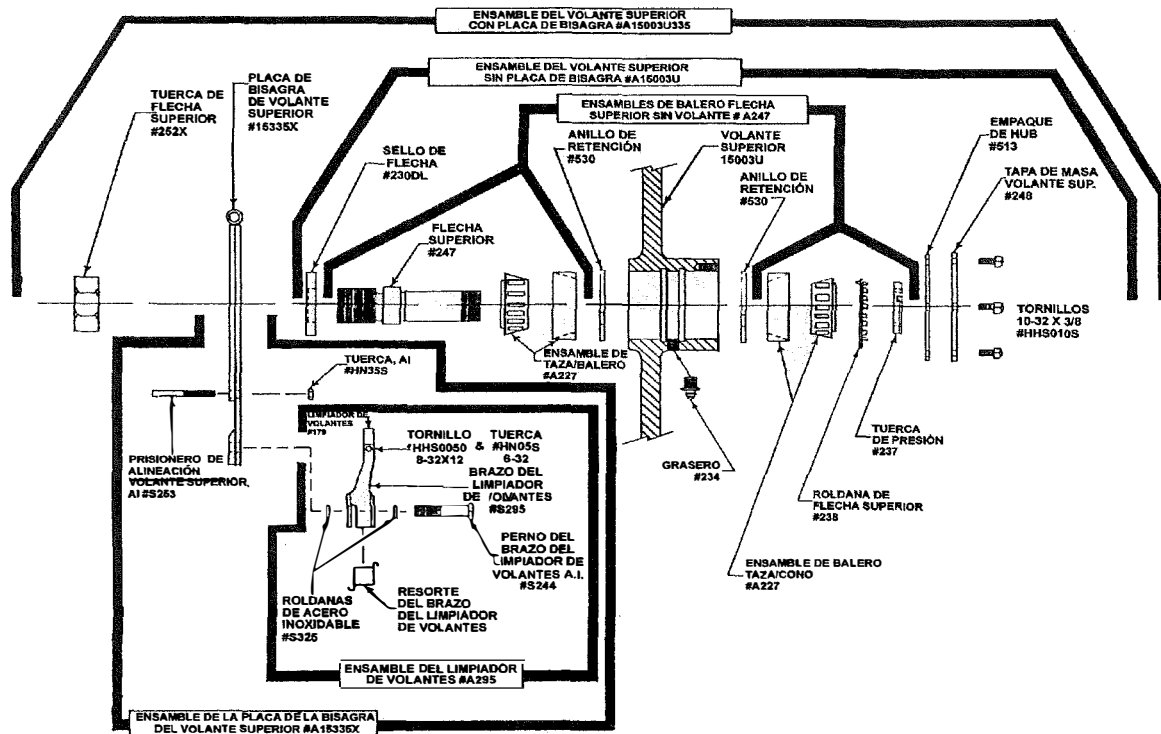 ENSAMBLE DEL VOLANTE SUPERIOR
CON PLACA DE BISAGRA #A15003U335
ENSAMBLE DEL VOLANTE SUPERIOR
SIN PLACA DE BISAGRA #A15003U
ENSAMBLES DE BALERO FLECHA
SUPERIOR SIN VOLANTE # A247
TUERCA DE
FLECHA
SUPERIOR
#252X
PLACA DE
BISAGRA
DE VOLANTE
SUPERIOR
#15335X
SELLO DE
FLECHA
#230DL
FLECHA
SUPERIOR
#247
ANILLO DE
RETENCIÓN
#530
VOLANTE
SUPERIOR
15003U
ANILLO DE
RETENCIÓN
#530
EMPAQUE
DE HUB
#513
TAPA DE MASA
VOLANTE SUP.
#248
TORNILLOS
10-32 X 3/8
#HHS010S
ENSAMBLE DE
TAZA/BALERO
#A227
GRASERO
#234
TUERCA
DE PRESIÓN
#237
ROLDANA DE
FLECHA SUPERIOR
#238
ENSAMBLE DE BALERO
TAZA/CONO
#A227
TUERCA, AI
#HN35S
PRISIONERO DE
ALINEACIÓN
VOLANTE SUPERIOR,
AI #S253
LIMPIADOR DE
VOLANTES
#179
TORNILLO & TUERCA
HHS0050 #HN05S
8-32X12 6-32
BRAZO DEL
LIMPIADOR
DE VOLANTES
#S295
PERNO DEL
BRAZO DEL
LIMPIADOR DE
VOLANTES A.I.
#S244
ROLDANAS
DE ACERO
INOXIDABLE
#S325
RESORTE
DEL BRAZO
DEL LIMPIADOR
DE VOLANTES
ENSAMBLE DEL LIMPIADOR
DE VOLANTES #A295
ENSAMBLE DE LA PLACA DE LA BISAGRA
DEL VOLANTE SUPERIOR #A15335X